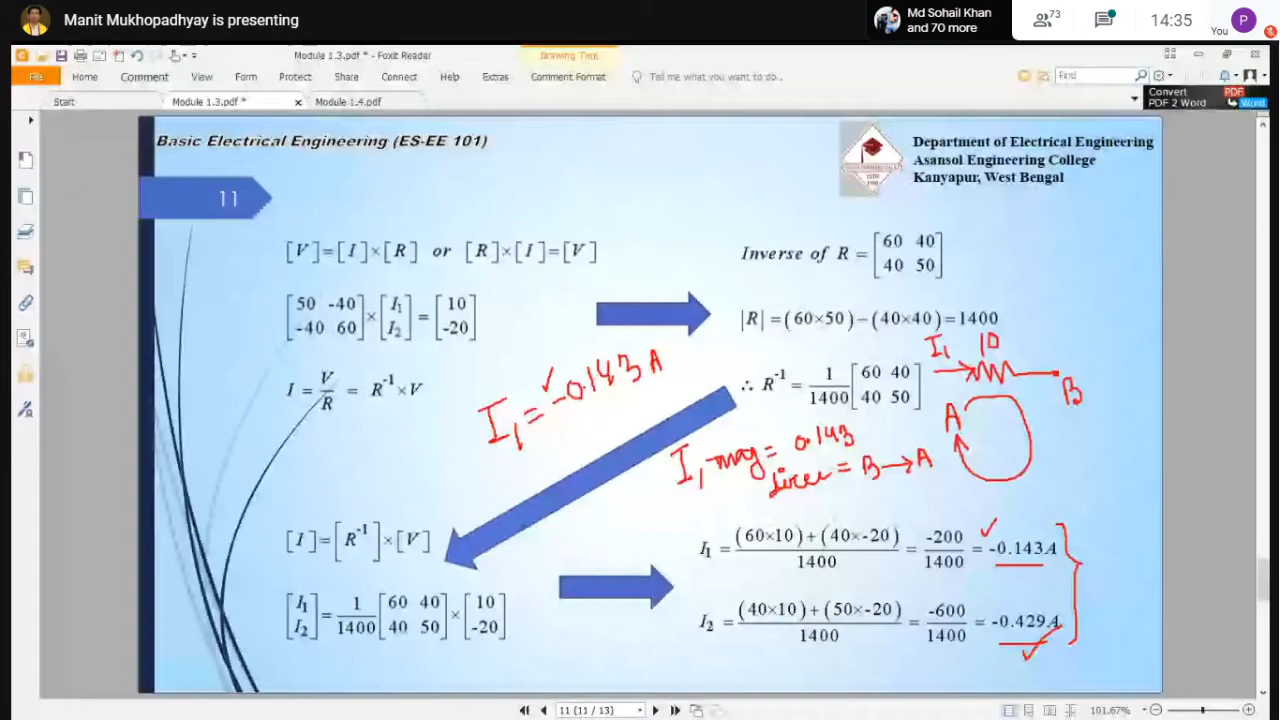 Manit Mukhopadhyay is presenting
Md Sohail Khan
and 70 more
73
14:35
You
P
Module 1.3.pdf * - Foxit Reader
Drawing Tool
File Home Comment View Form Protect Share Connect Help Extras Comment Format Tell me what you want to do... Find
Start Module 1.3.pdf * Module 1.4.pdf
Convert PDF
PDF 2 Word Word
Basic Electrical Engineering (ES-EE 101)
Department of Electrical Engineering
Asansol Engineering College
Kanyapur, West Bengal
11
[V]=[I]×[R] or [R]×[I]=[V]
[50 -40; -40 60]×[I₁; I₂]=[10; -20]
I = V/R = R⁻¹×V
Inverse of R = [60 40; 40 50]
|R| = (60×50) − (40×40) = 1400
∴ R⁻¹ = 1/1400 [60 40; 40 50]
I₁ 10
B
A
I₁ = -0.143 A
I₁ mag = 0.143
direc = B → A
[I] = [R⁻¹]×[V]
[I₁; I₂] = 1/1400 [60 40; 40 50]×[10; -20]
I₁ = (60×10)+(40×-20)/1400 = -200/1400 = -0.143A
I₂ = (40×10)+(50×-20)/1400 = -600/1400 = -0.429A
11 (11 / 13)
101.67%